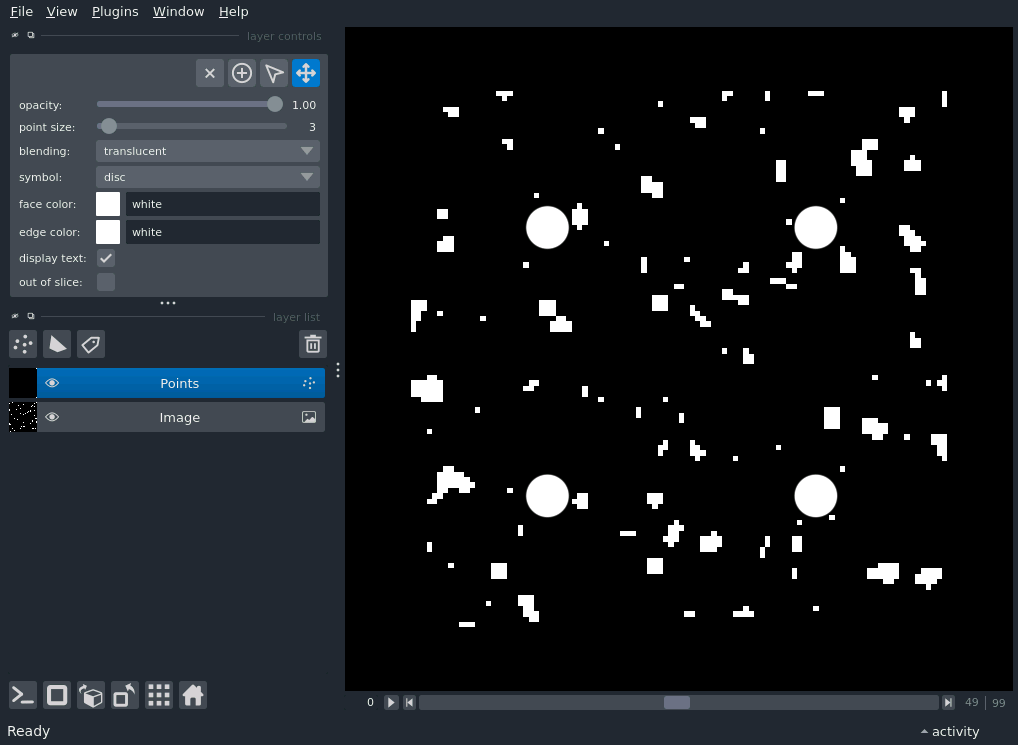 File View Plugins Window Help
layer controls
opacity: 1.00
point size: 3
blending: translucent
symbol: disc
face color: white
edge color: white
display text:
out of slice:
layer list
Points
Image
0 49 99
Ready activity